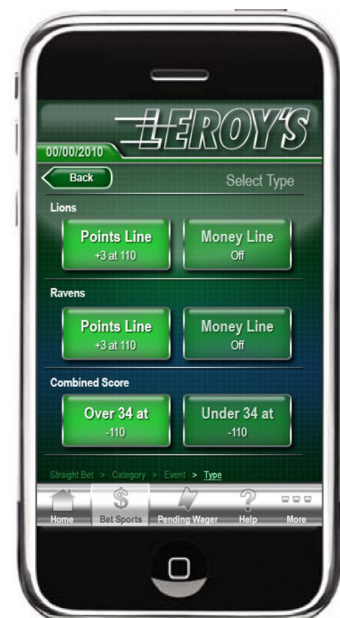 LEROY'S
00/00/2010
Back
Select Type
Lions
Points Line
+3 at 110
Money Line
Off
Ravens
Points Line
+3 at 110
Money Line
Off
Combined Score
Over 34 at
-110
Under 34 at
-110
Straight Bet > Category > Event > Type
Home
Bet Sports
Pending Wager
Help
More